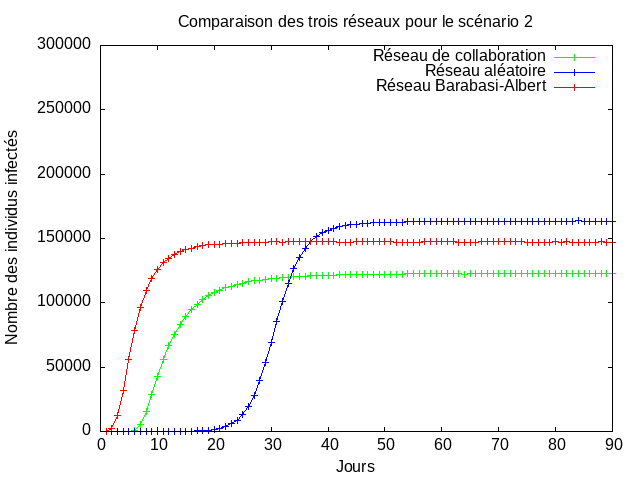 Comparaison des trois réseaux pour le scénario 2
Réseau de collaboration
Réseau aléatoire
Réseau Barabasi-Albert
Nombre des individus infectés
300000
250000
200000
150000
100000
50000
0
0 10 20 30 40 50 60 70 80 90
Jours